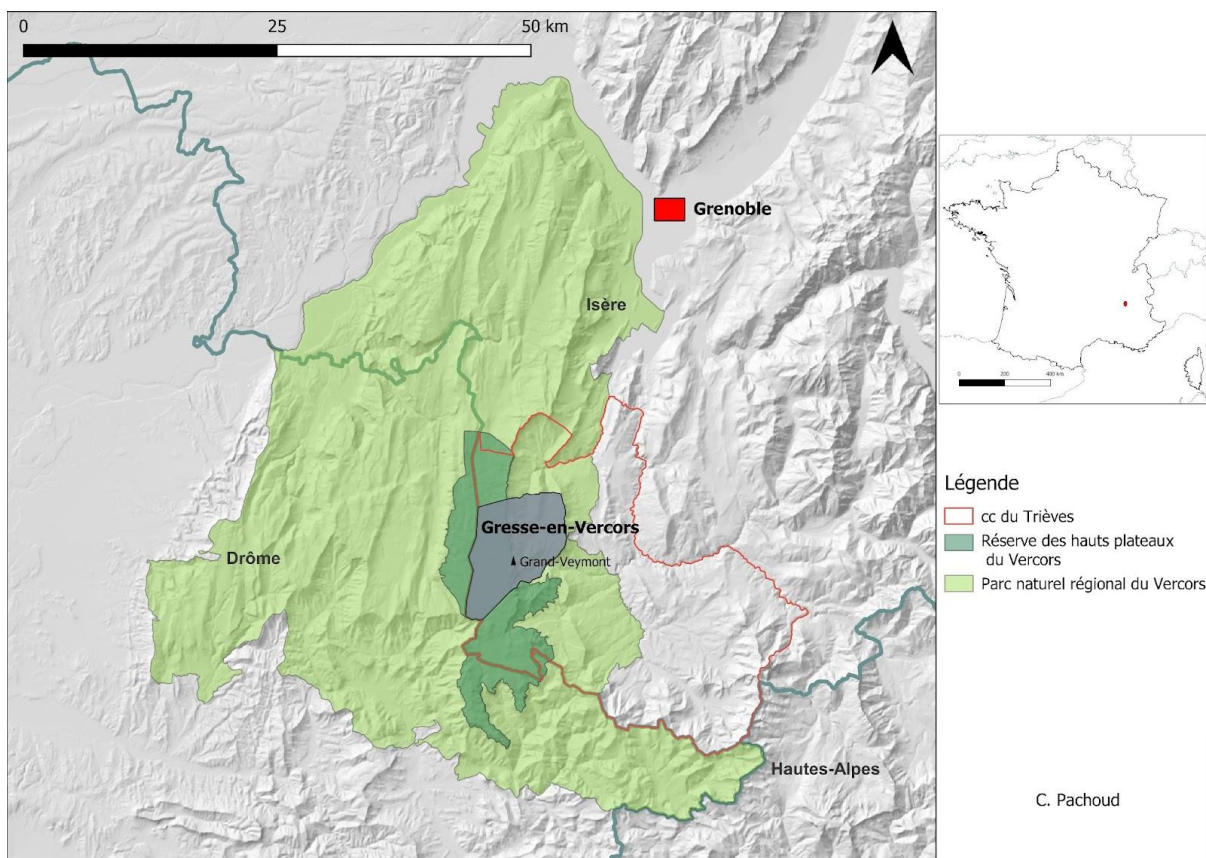 0 25 50 km
Grenoble
Isère
Gresse-en-Vercors
Grand-Veymont
Drôme
Hautes-Alpes
0 200 400 km
Légende
cc du Trièves
Réserve des hauts plateaux
du Vercors
Parc naturel régional du Vercors
C. Pachoud